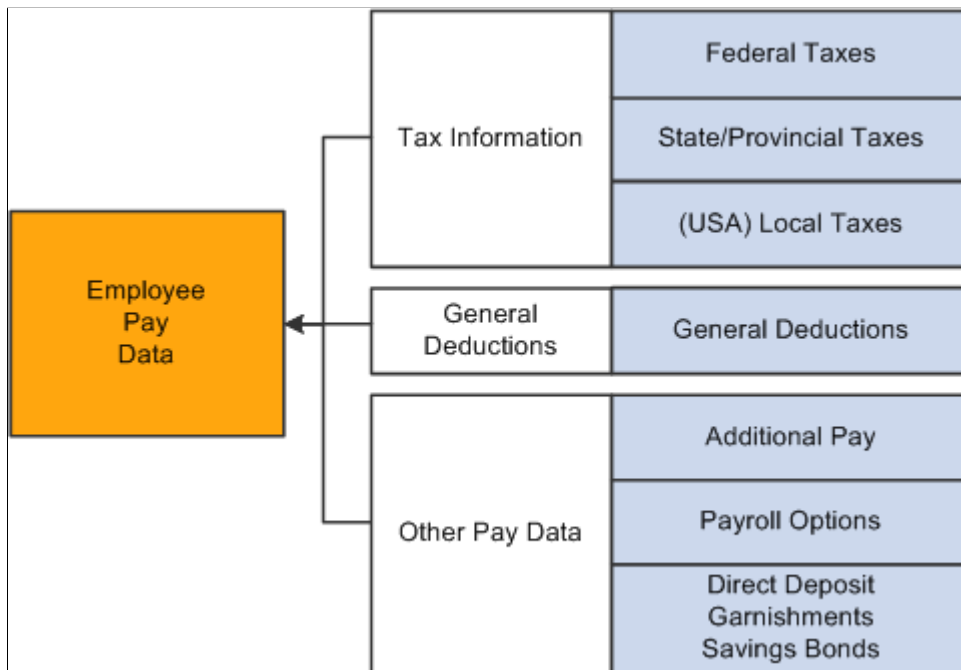 Employee
Pay
Data
Tax Information
Federal Taxes
State/Provincial Taxes
(USA) Local Taxes
General
Deductions
General Deductions
Other Pay Data
Additional Pay
Payroll Options
Direct Deposit
Garnishments
Savings Bonds